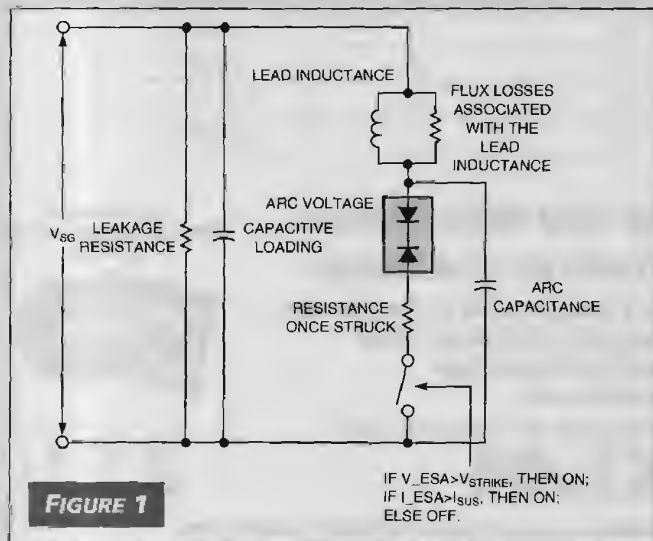 LEAD INDUCTANCE
FLUX LOSSES
ASSOCIATED
WITH THE
LEAD
INDUCTANCE
ARC VOLTAGE
V_SG
LEAKAGE
RESISTANCE
CAPACITIVE
LOADING
RESISTANCE
ONCE STRUCK
ARC
CAPACITANCE
IF V_ESA>V_STRIKE, THEN ON;
IF I_ESA>I_SUS, THEN ON;
ELSE OFF.
FIGURE 1